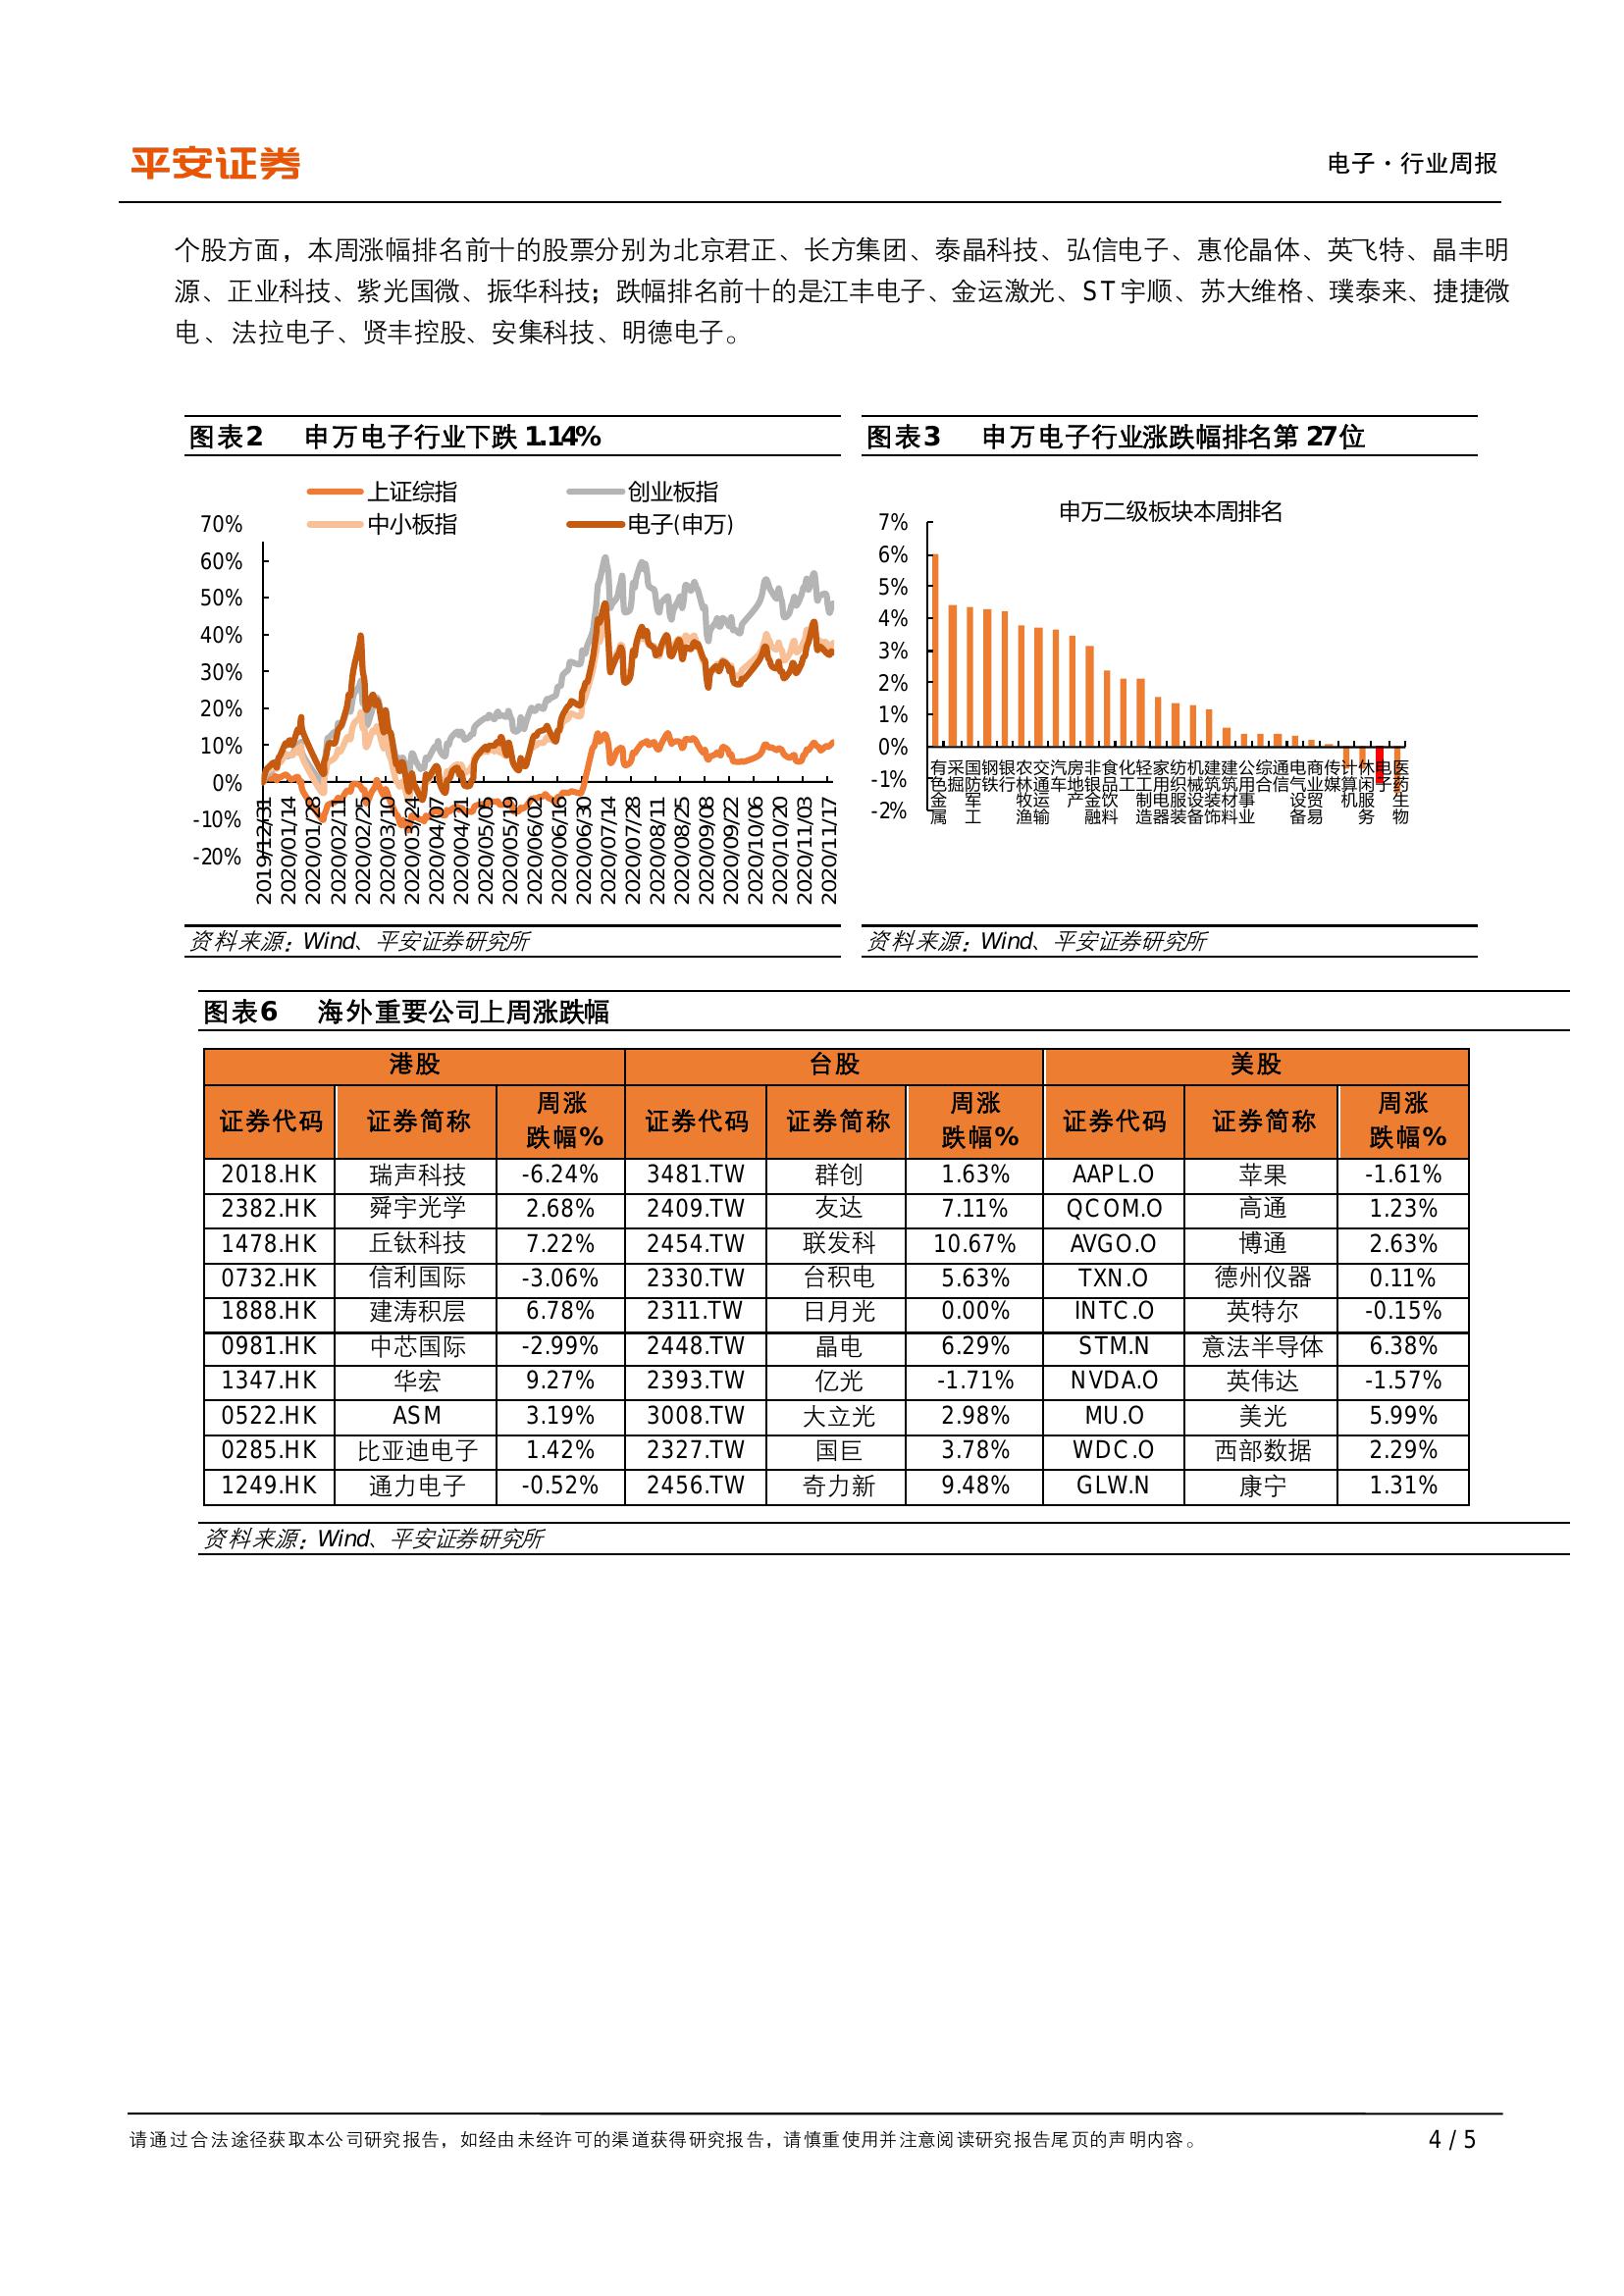 平安证券
电子·行业周报
个股方面，本周涨幅排名前十的股票分别为北京君正、长方集团、泰晶科技、弘信电子、惠伦晶体、英飞特、晶丰明
源、正业科技、紫光国微、振华科技；跌幅排名前十的是江丰电子、金运激光、ST宇顺、苏大维格、璞泰来、捷捷微
电、法拉电子、贤丰控股、安集科技、明德电子。
图表2 申万电子行业下跌 1.14%
上证综指 创业板指
中小板指 电子(申万)
70%
60%
50%
40%
30%
20%
10%
0%
-10%
-20%
2019/12/31
2020/01/14
2020/01/28
2020/02/11
2020/02/25
2020/03/10
2020/03/24
2020/04/07
2020/04/21
2020/05/05
2020/05/19
2020/06/02
2020/06/16
2020/06/30
2020/07/14
2020/07/28
2020/08/11
2020/08/25
2020/09/08
2020/09/22
2020/10/06
2020/10/20
2020/11/03
2020/11/17
资料来源：Wind、平安证券研究所
图表3 申万电子行业涨跌幅排名第 27位
申万二级板块本周排名
7%
6%
5%
4%
3%
2%
1%
0%
-1%
-2%
有色金属
采掘
国防军工
钢铁
银行
农林牧渔
交通运输
汽车
房地产
非银金融
食品饮料
化工
轻工制造
家用电器
纺织服装
机械设备
建筑装饰
建筑材料
公用事业
综合
通信
电气设备
商业贸易
传媒
计算机
休闲服务
电子
医药生物
资料来源：Wind、平安证券研究所
图表6 海外重要公司上周涨跌幅
港股 台股 美股
证券代码 证券简称 周涨跌幅% 证券代码 证券简称 周涨跌幅% 证券代码 证券简称 周涨跌幅%
2018.HK 瑞声科技 -6.24% 3481.TW 群创 1.63% AAPL.O 苹果 -1.61%
2382.HK 舜宇光学 2.68% 2409.TW 友达 7.11% QCOM.O 高通 1.23%
1478.HK 丘钛科技 7.22% 2454.TW 联发科 10.67% AVGO.O 博通 2.63%
0732.HK 信利国际 -3.06% 2330.TW 台积电 5.63% TXN.O 德州仪器 0.11%
1888.HK 建涛积层 6.78% 2311.TW 日月光 0.00% INTC.O 英特尔 -0.15%
0981.HK 中芯国际 -2.99% 2448.TW 晶电 6.29% STM.N 意法半导体 6.38%
1347.HK 华宏 9.27% 2393.TW 亿光 -1.71% NVDA.O 英伟达 -1.57%
0522.HK ASM 3.19% 3008.TW 大立光 2.98% MU.O 美光 5.99%
0285.HK 比亚迪电子 1.42% 2327.TW 国巨 3.78% WDC.O 西部数据 2.29%
1249.HK 通力电子 -0.52% 2456.TW 奇力新 9.48% GLW.N 康宁 1.31%
资料来源：Wind、平安证券研究所
请通过合法途径获取本公司研究报告，如经由未经许可的渠道获得研究报告，请慎重使用并注意阅读研究报告尾页的声明内容。
4 / 5